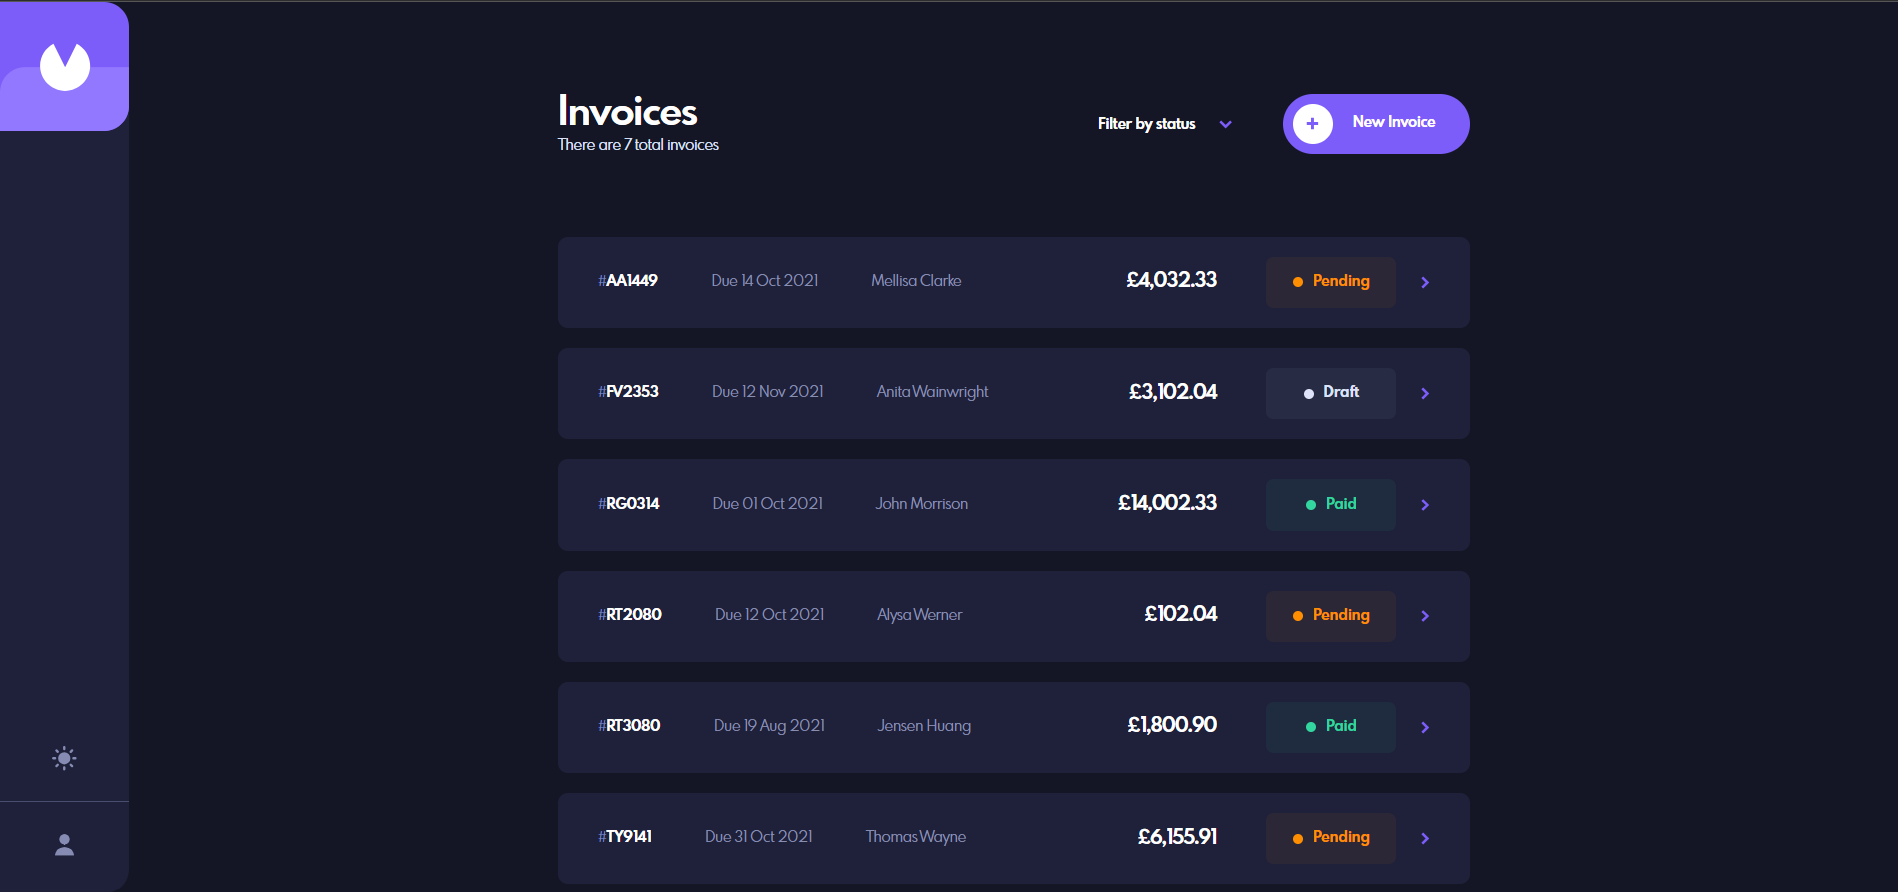 Invoices
There are 7 total invoices
Filter by status
New Invoice
#AA1449 Due 14 Oct 2021 Mellisa Clarke £4,032.33 Pending
#FV2353 Due 12 Nov 2021 Anita Wainwright £3,102.04 Draft
#RG0314 Due 01 Oct 2021 John Morrison £14,002.33 Paid
#RT2080 Due 12 Oct 2021 Alysa Werner £102.04 Pending
#RT3080 Due 19 Aug 2021 Jensen Huang £1,800.90 Paid
#TY9141 Due 31 Oct 2021 Thomas Wayne £6,155.91 Pending